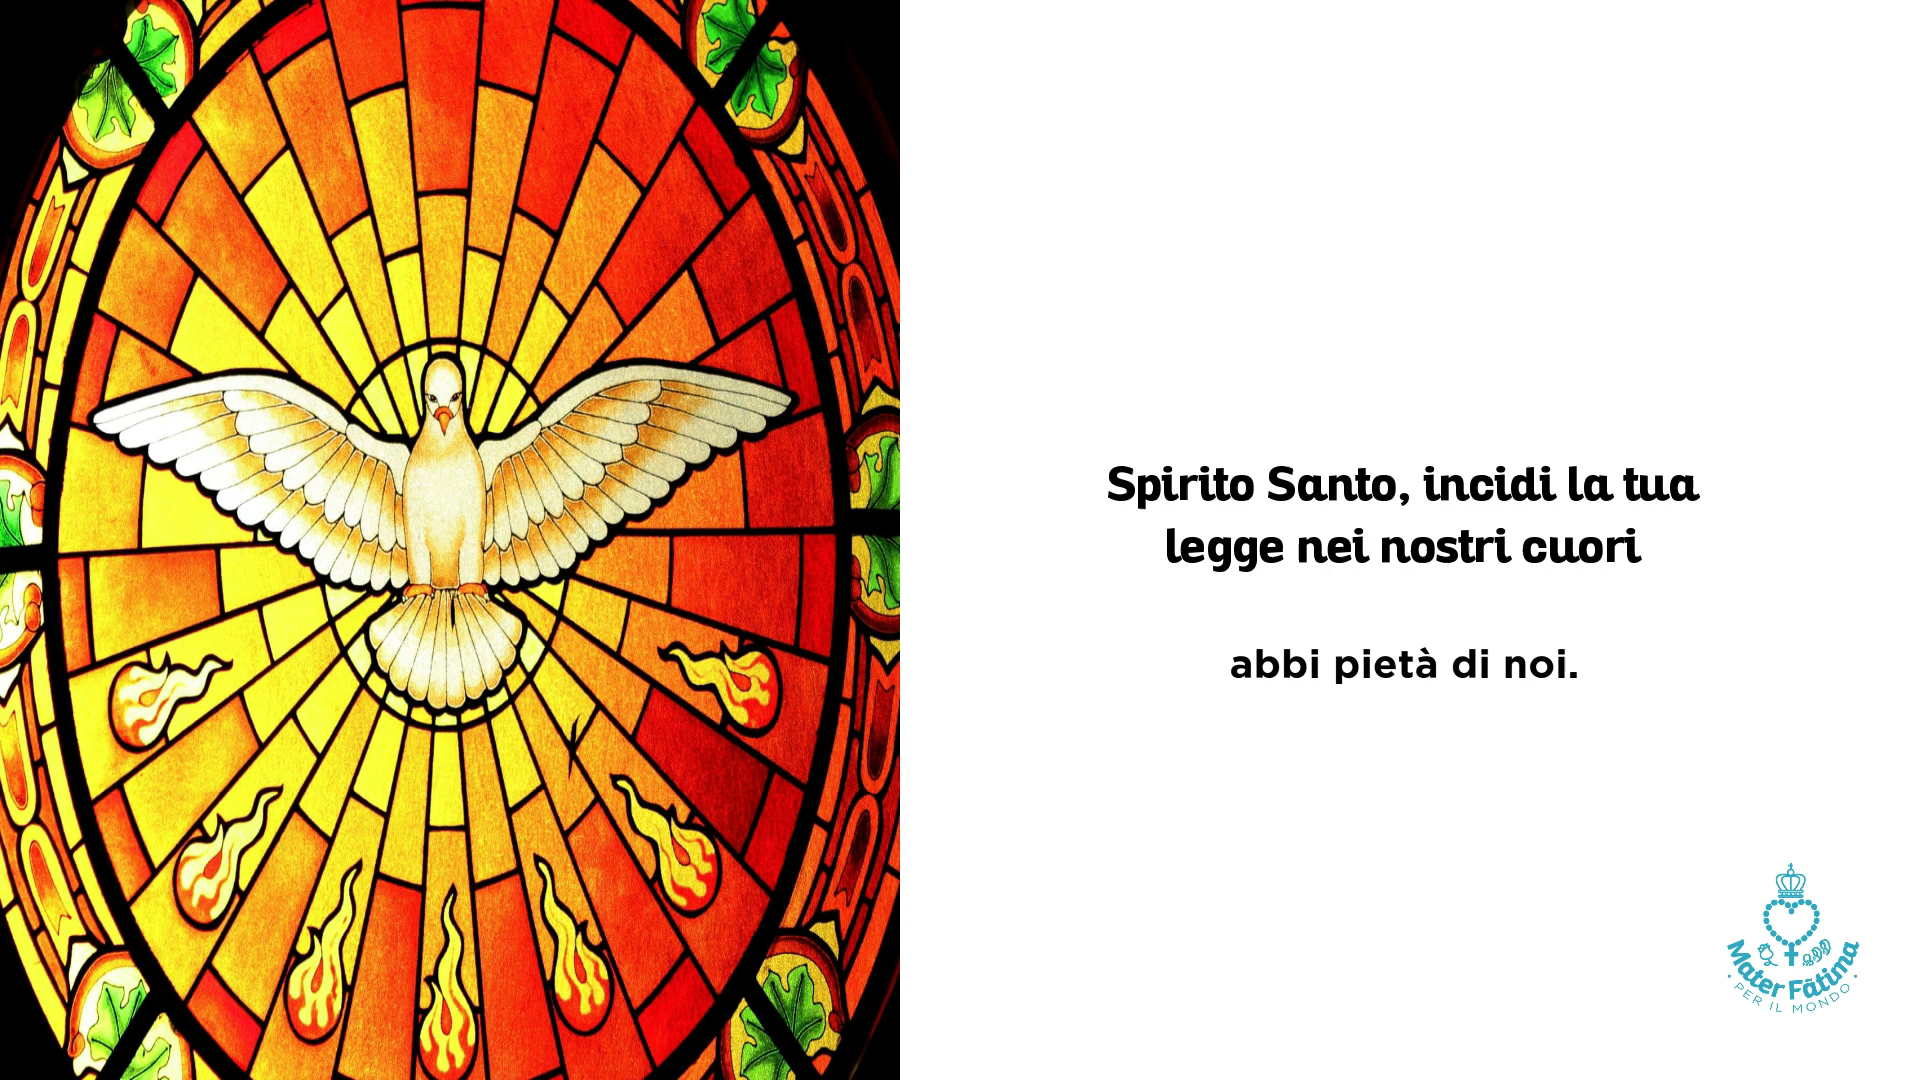 Spirito Santo, incidi la tua
legge nei nostri cuori
abbi pietà di noi.
Mater Fátima
PER IL MONDO